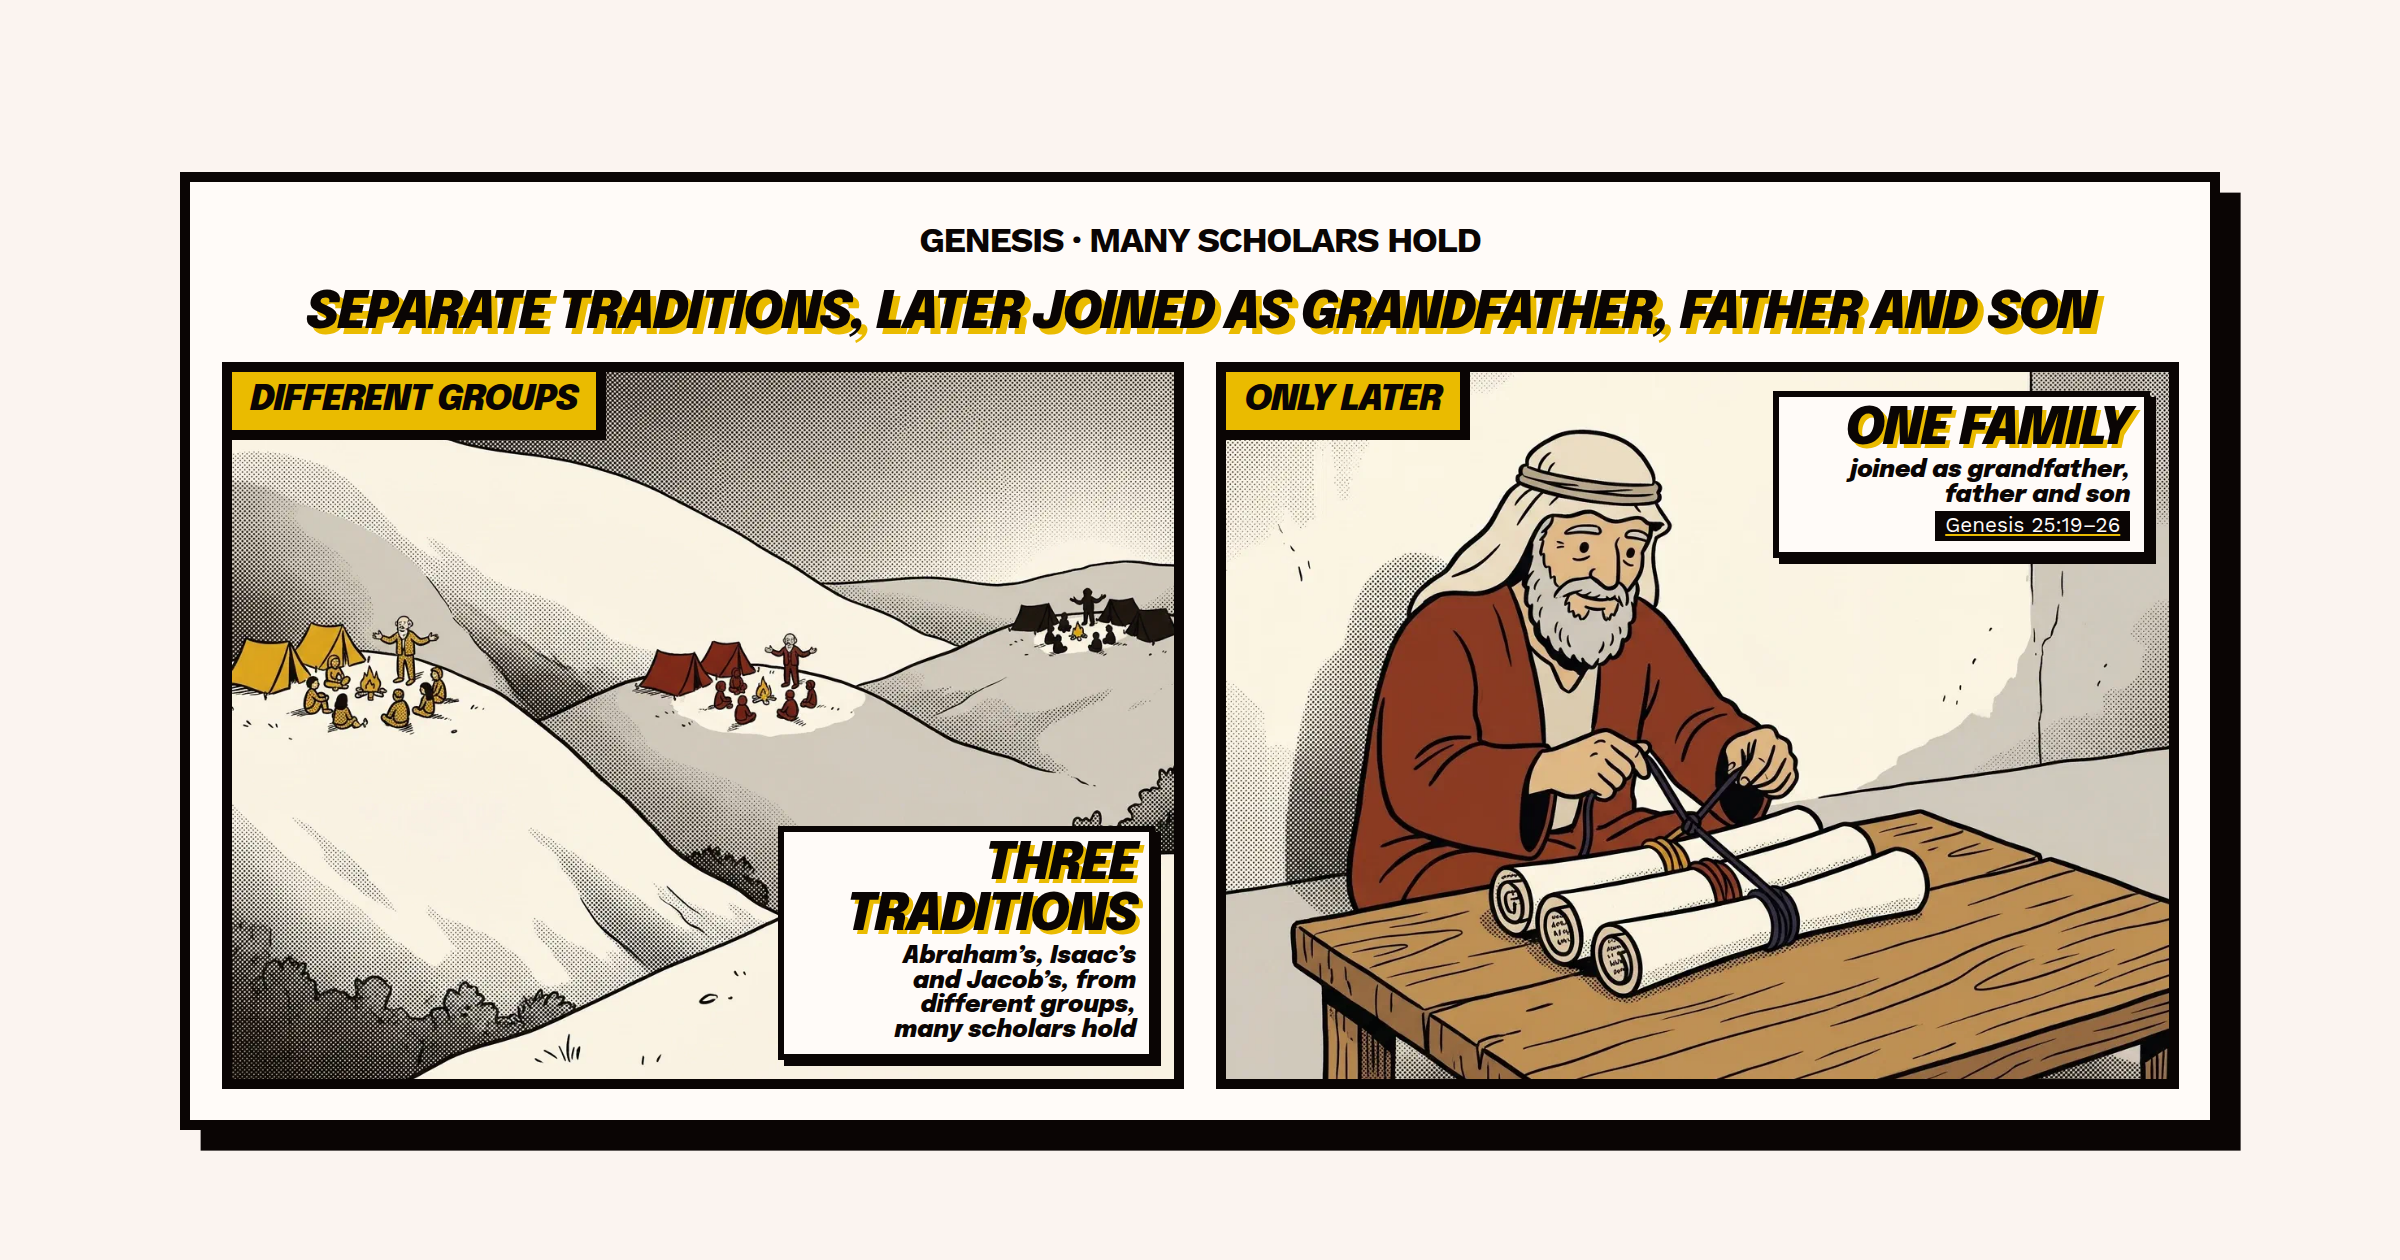 GENESIS · MANY SCHOLARS HOLD
SEPARATE TRADITIONS, LATER JOINED AS GRANDFATHER, FATHER AND SON
DIFFERENT GROUPS
THREE
TRADITIONS
Abraham’s, Isaac’s
and Jacob’s, from
different groups,
many scholars hold
ONLY LATER
ONE FAMILY
joined as grandfather,
father and son
Genesis 25:19–26